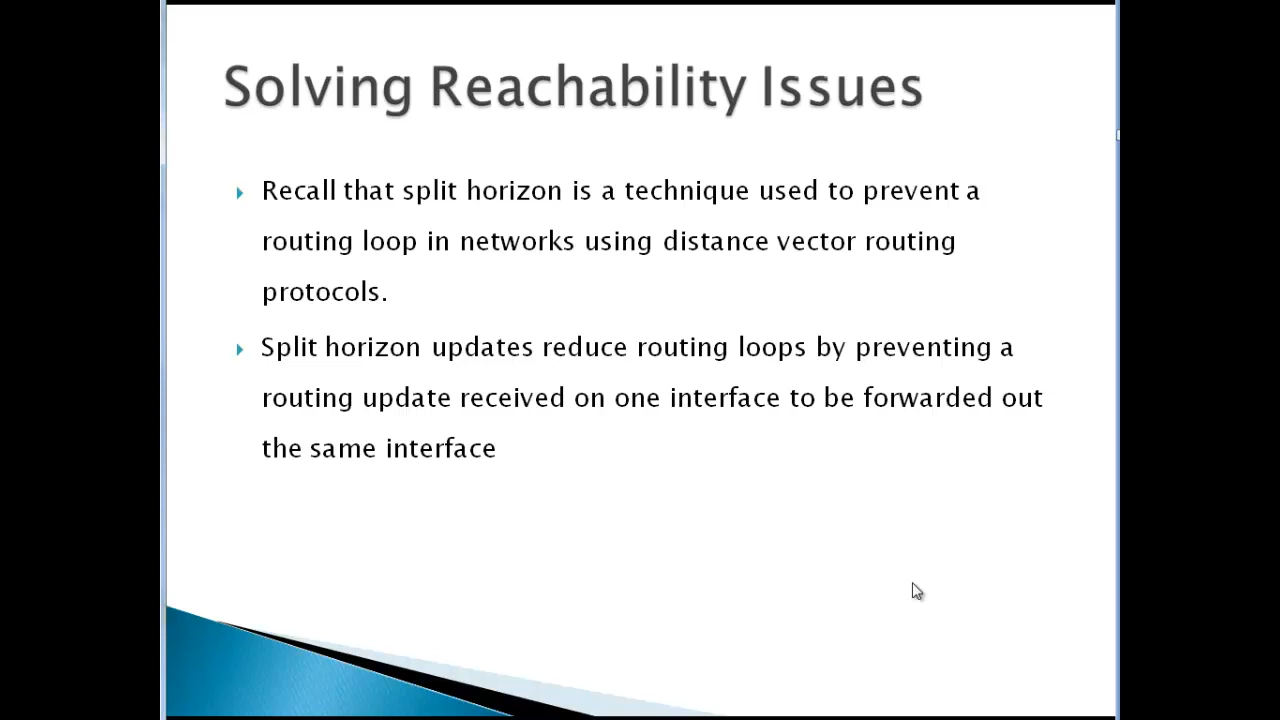 Solving Reachability Issues
Recall that split horizon is a technique used to prevent a
routing loop in networks using distance vector routing
protocols.
Split horizon updates reduce routing loops by preventing a
routing update received on one interface to be forwarded out
the same interface